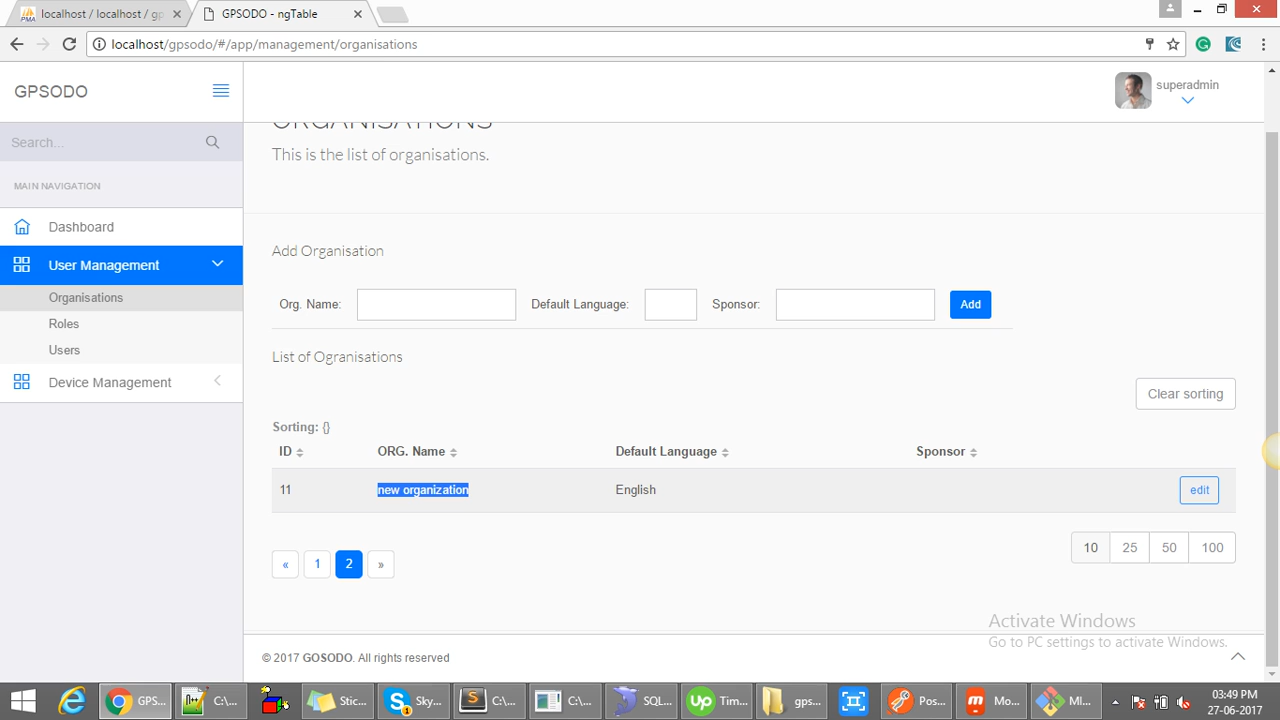 localhost / localhost / gp
GPSODO - ngTable
localhost/gpsodo/#/app/management/organisations
GPSODO
superadmin
Search...
ORGANISATIONS
This is the list of organisations.
MAIN NAVIGATION
Dashboard
User Management
Organisations
Roles
Users
Device Management
Add Organisation
Org. Name:
Default Language:
Sponsor:
Add
List of Ogranisations
Clear sorting
Sorting: {}
ID
ORG. Name
Default Language
Sponsor
11
new organization
English
edit
« 1 2 »
10 25 50 100
Activate Windows
Go to PC settings to activate Windows.
© 2017 GOSODO. All rights reserved
GPS...
C:\...
Stic...
Sky...
C:\...
C:\...
SQL...
Tim...
gps...
Pos...
Mo...
MI...
03:49 PM
27-06-2017